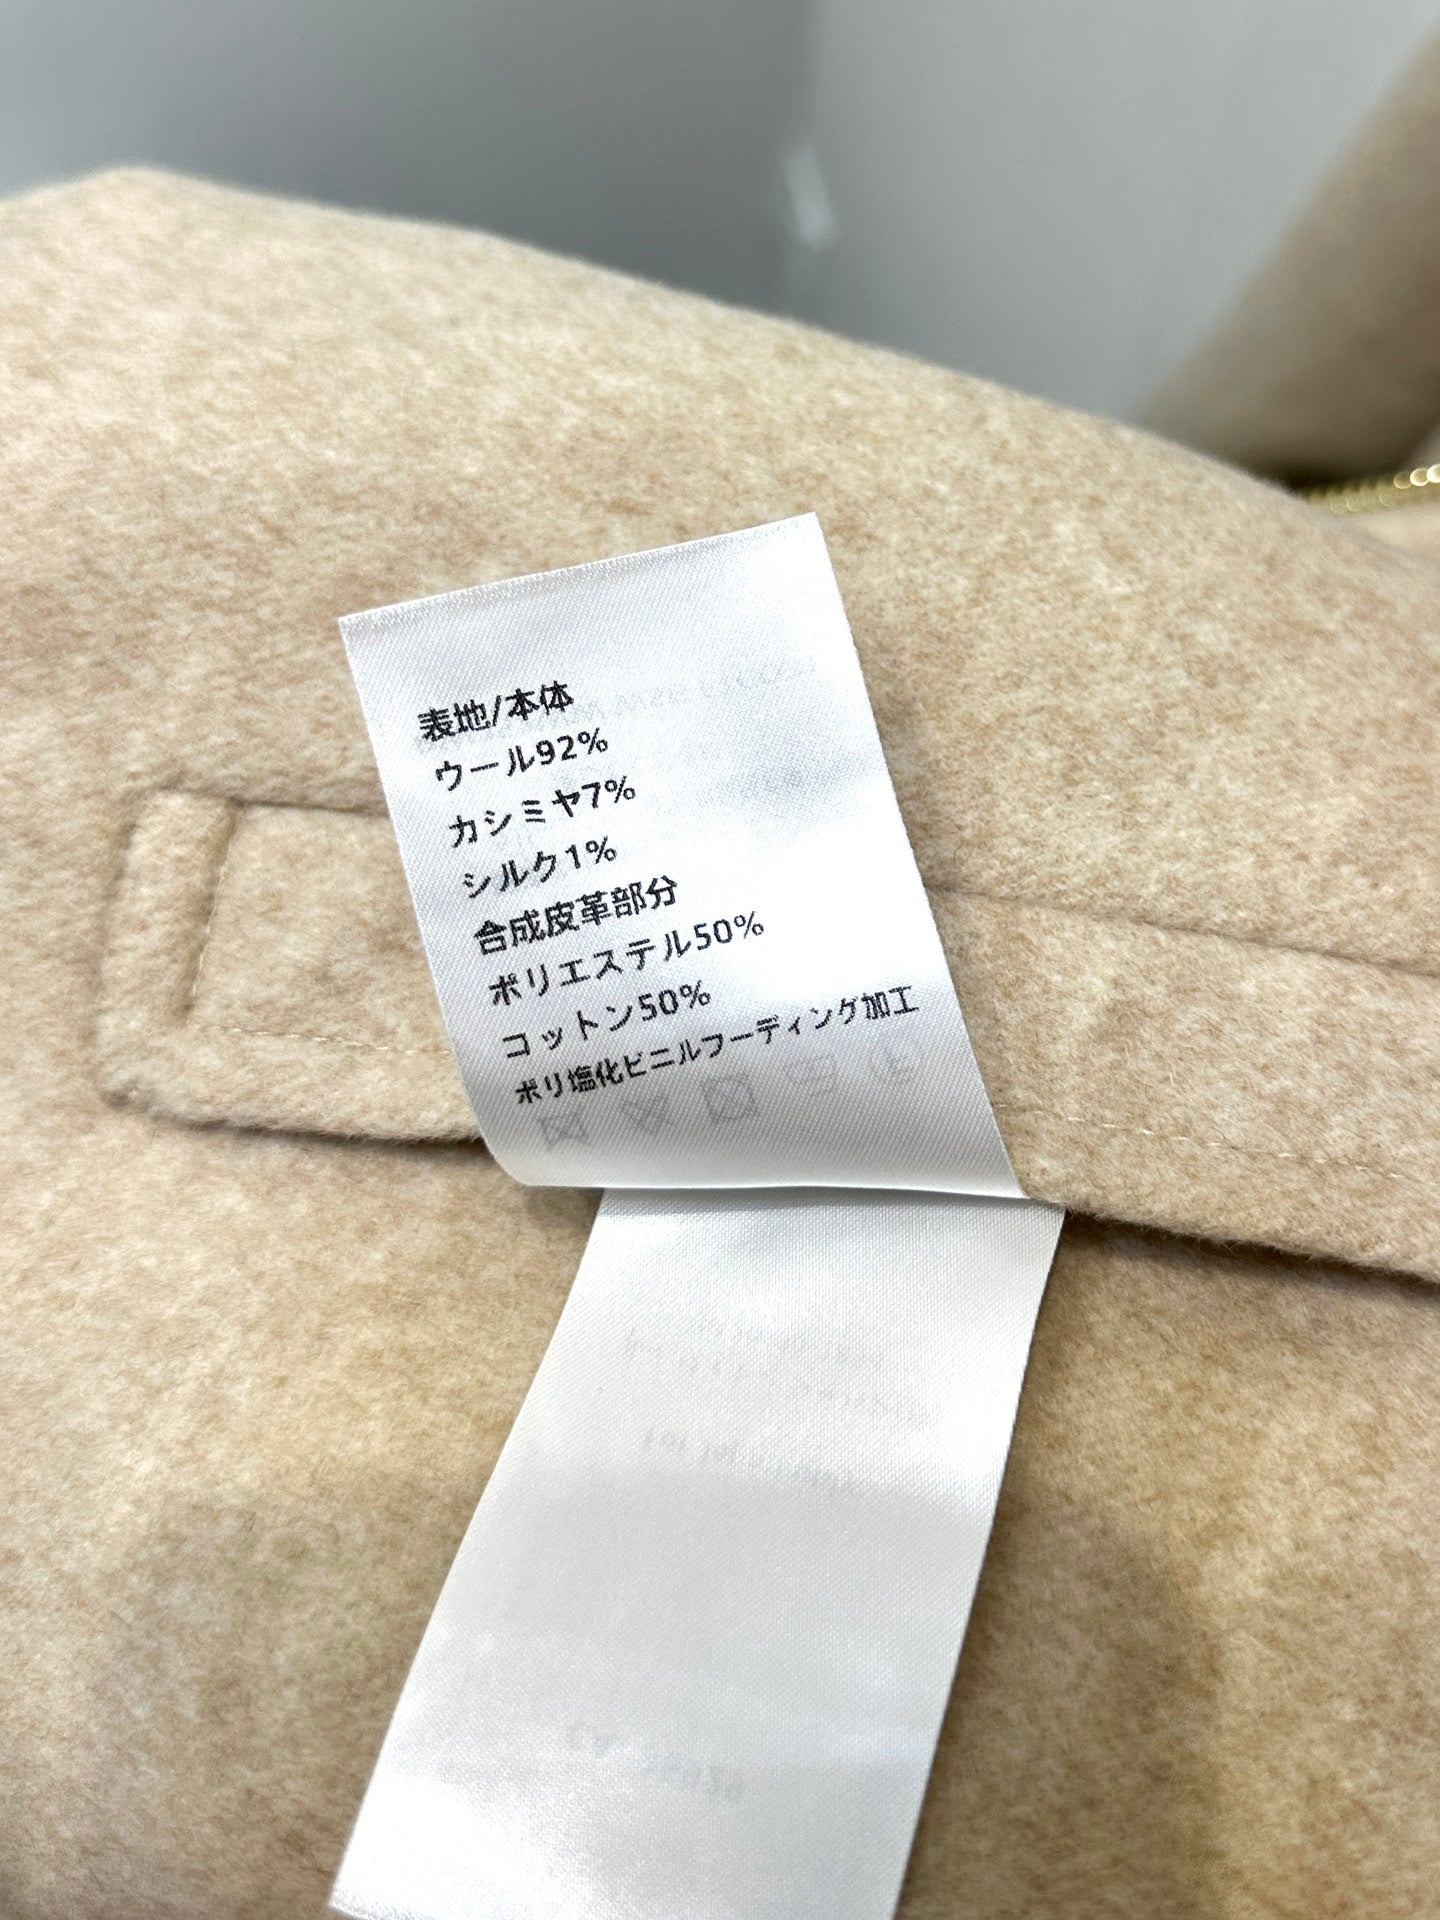 表地/本体
ウール92%
カシミヤ7%
シルク1%
合成皮革部分
ポリエステル50%
コットン50%
ポリ塩化ビニルフーディング加工